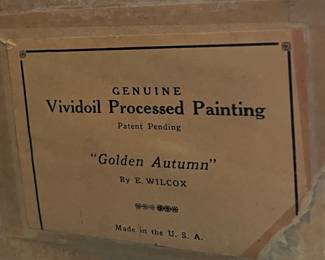 GENUINE
Vividoil Processed Painting
Patent Pending
"Golden Autumn"
By E. WILCOX
Made in the U. S. A.